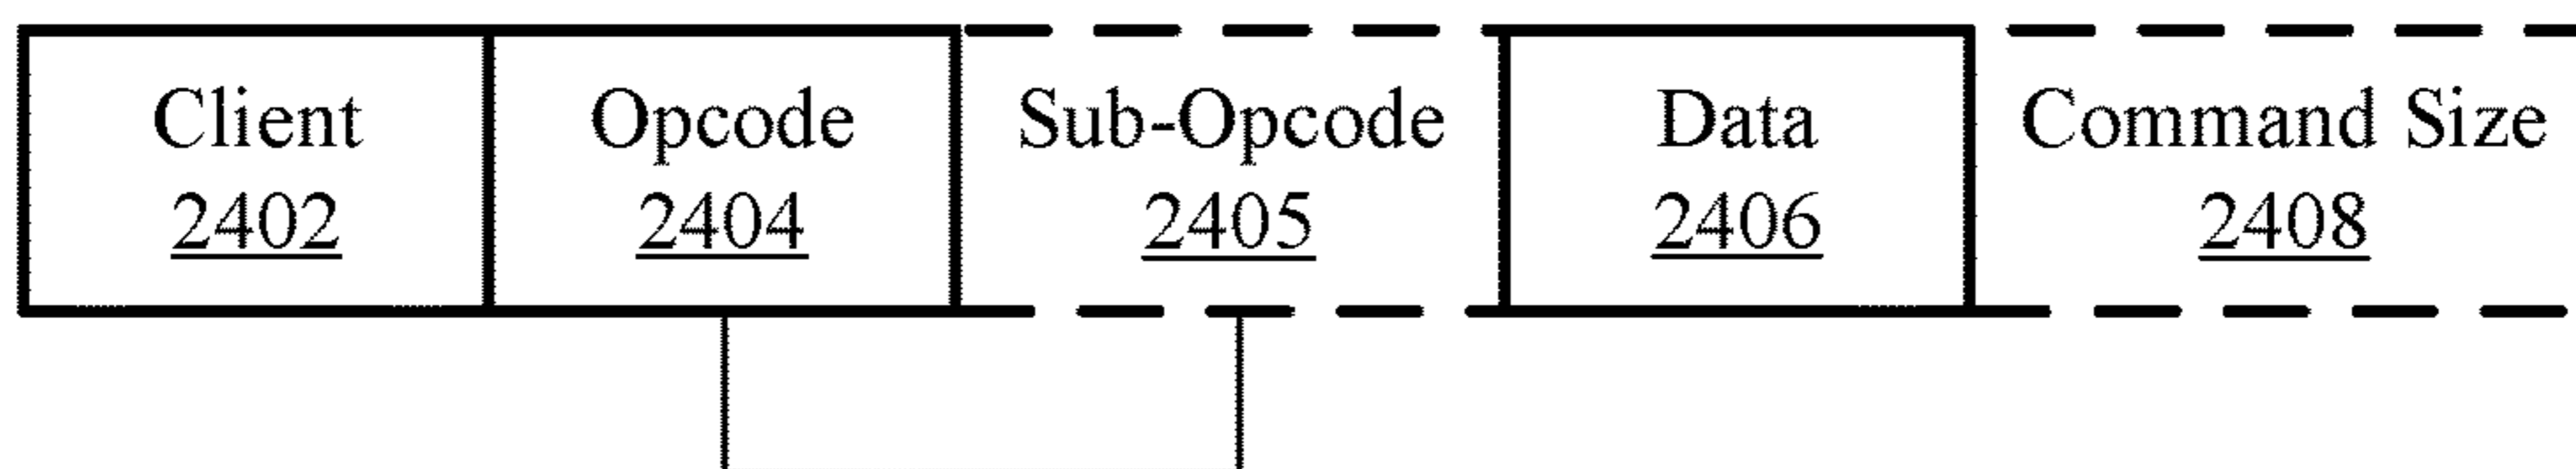 Client
2402
Opcode
2404
Sub-Opcode
2405
Data
2406
Command Size
2408